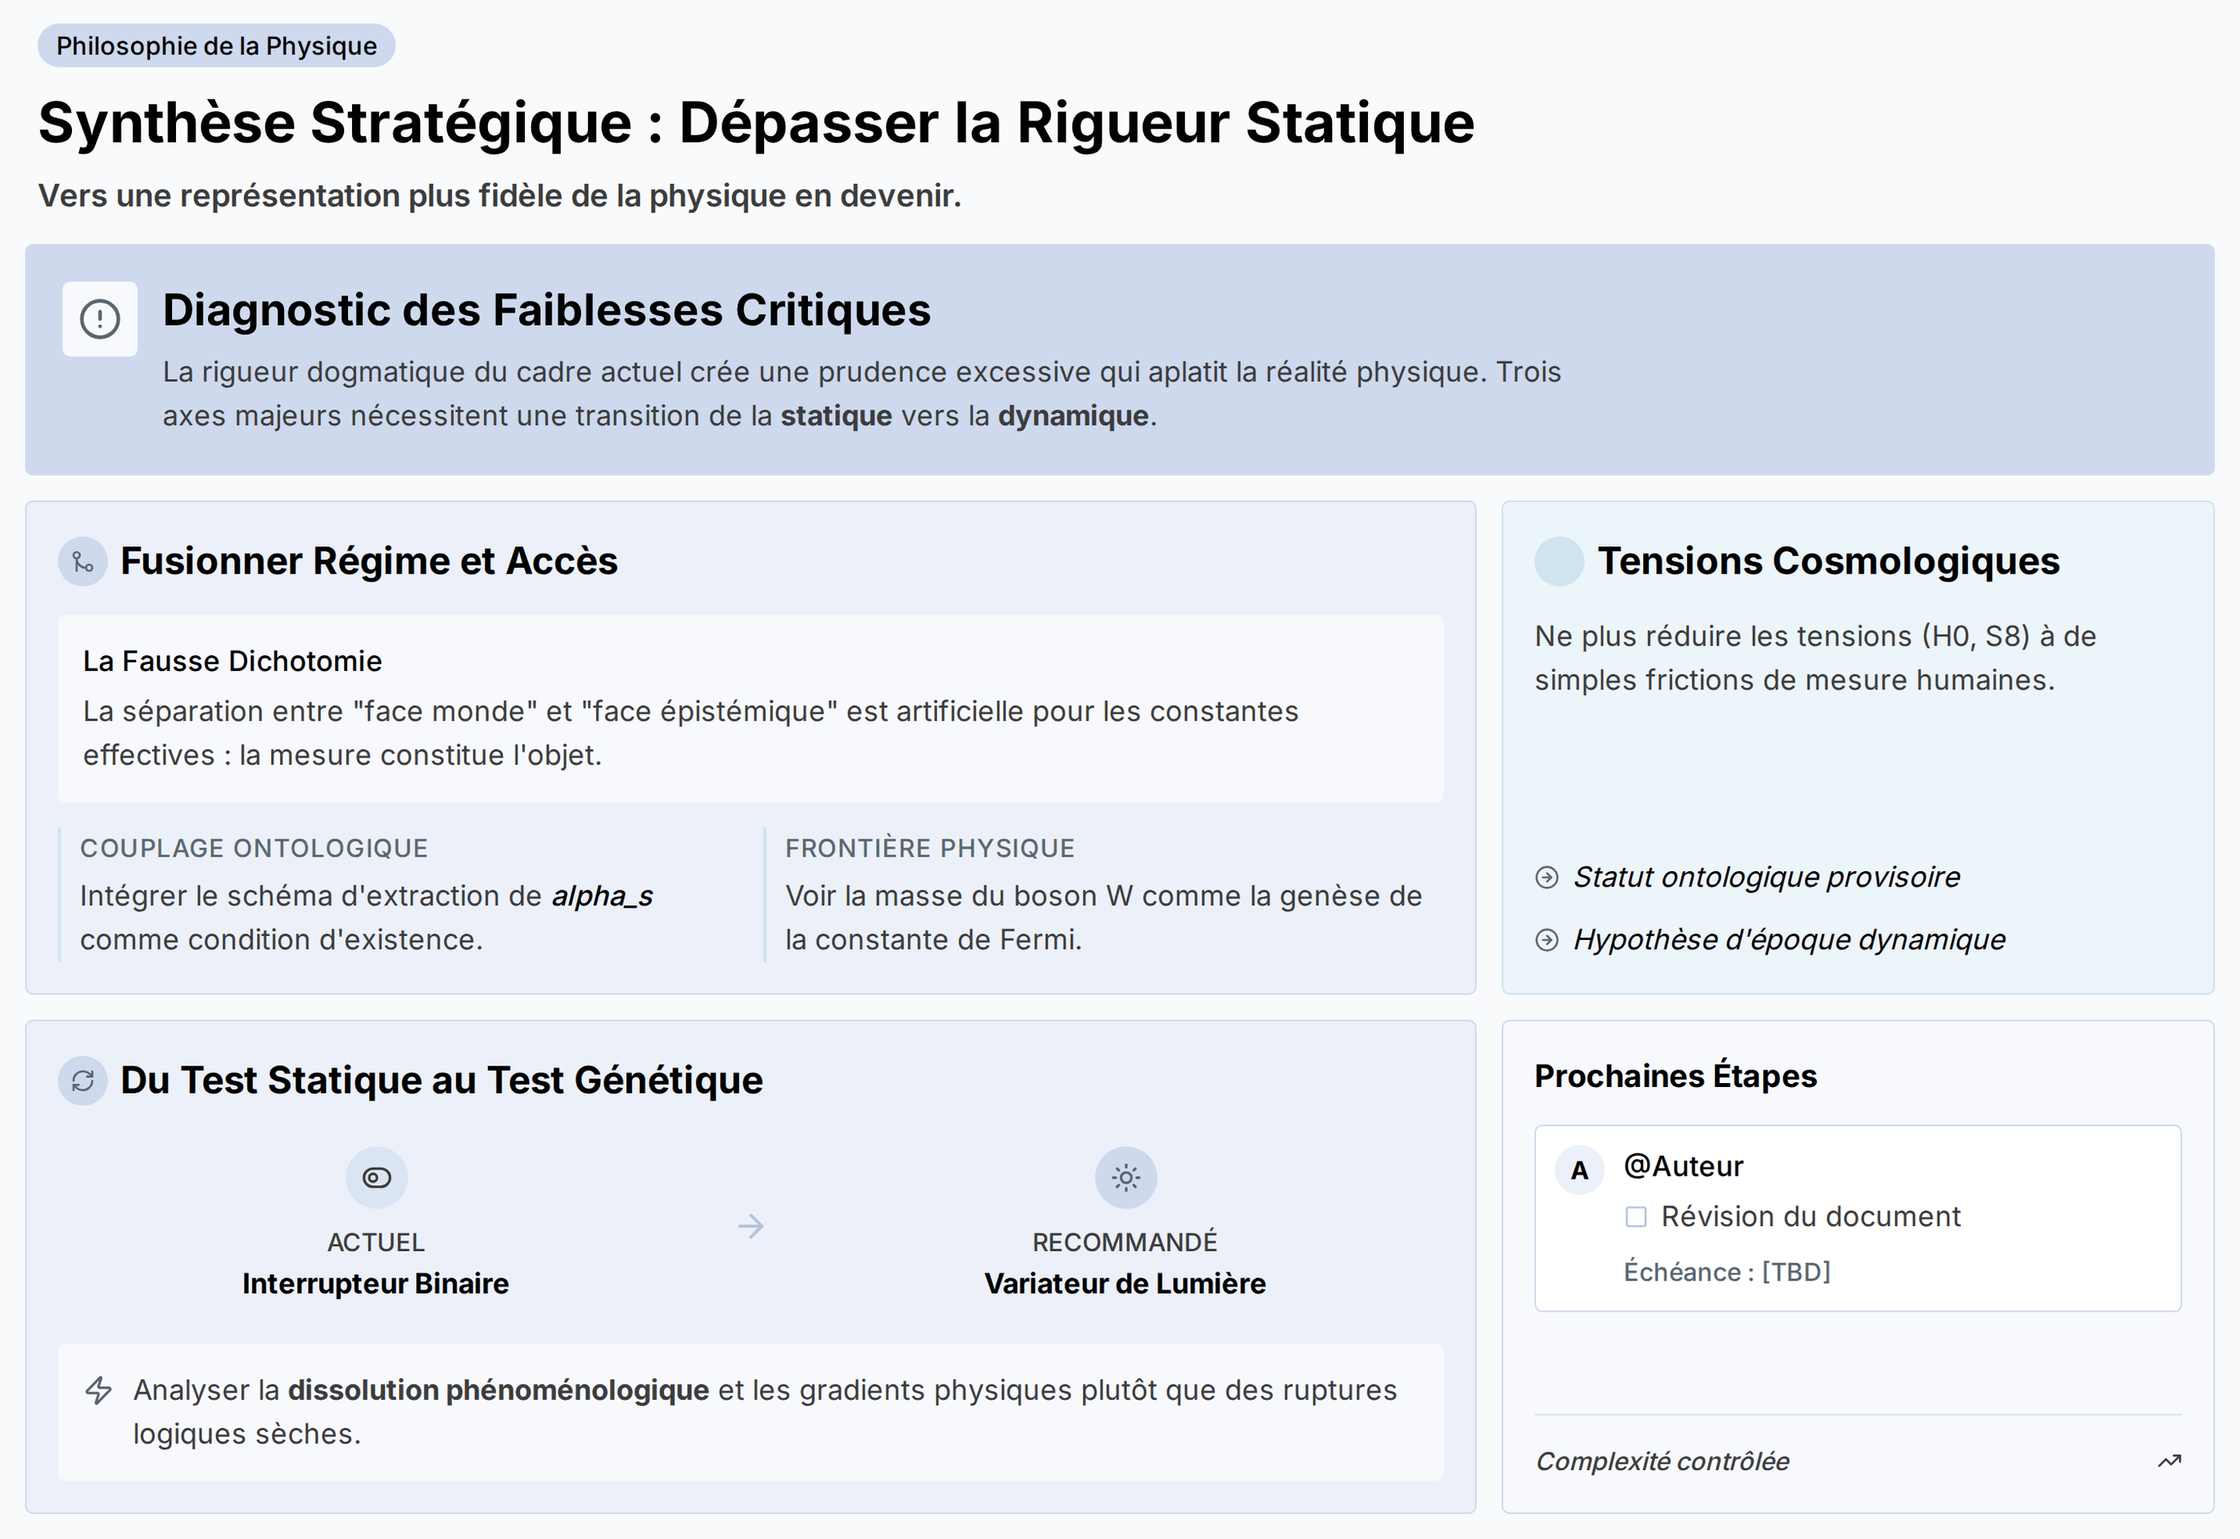 Philosophie de la Physique
Synthèse Stratégique : Dépasser la Rigueur Statique
Vers une représentation plus fidèle de la physique en devenir.
Diagnostic des Faiblesses Critiques
La rigueur dogmatique du cadre actuel crée une prudence excessive qui aplatit la réalité physique. Trois
axes majeurs nécessitent une transition de la statique vers la dynamique.
Fusionner Régime et Accès
La Fausse Dichotomie
La séparation entre "face monde" et "face épistémique" est artificielle pour les constantes
effectives : la mesure constitue l'objet.
COUPLAGE ONTOLOGIQUE
Intégrer le schéma d'extraction de alpha_s
comme condition d'existence.
FRONTIÈRE PHYSIQUE
Voir la masse du boson W comme la genèse de
la constante de Fermi.
Tensions Cosmologiques
Ne plus réduire les tensions (H0, S8) à de
simples frictions de mesure humaines.
Statut ontologique provisoire
Hypothèse d'époque dynamique
Du Test Statique au Test Génétique
ACTUEL
Interrupteur Binaire
RECOMMANDÉ
Variateur de Lumière
Analyser la dissolution phénoménologique et les gradients physiques plutôt que des ruptures
logiques sèches.
Prochaines Étapes
A
@Auteur
Révision du document
Échéance : [TBD]
Complexité contrôlée